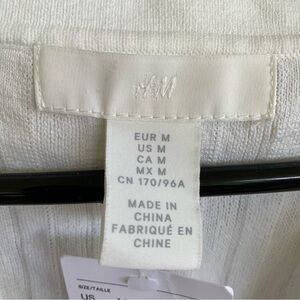 H&M
EUR M
US M
CA M
MX M
CN 170/96A
MADE IN
CHINA
FABRIQUÉ EN
CHINE
SIZE/TAILLE
US